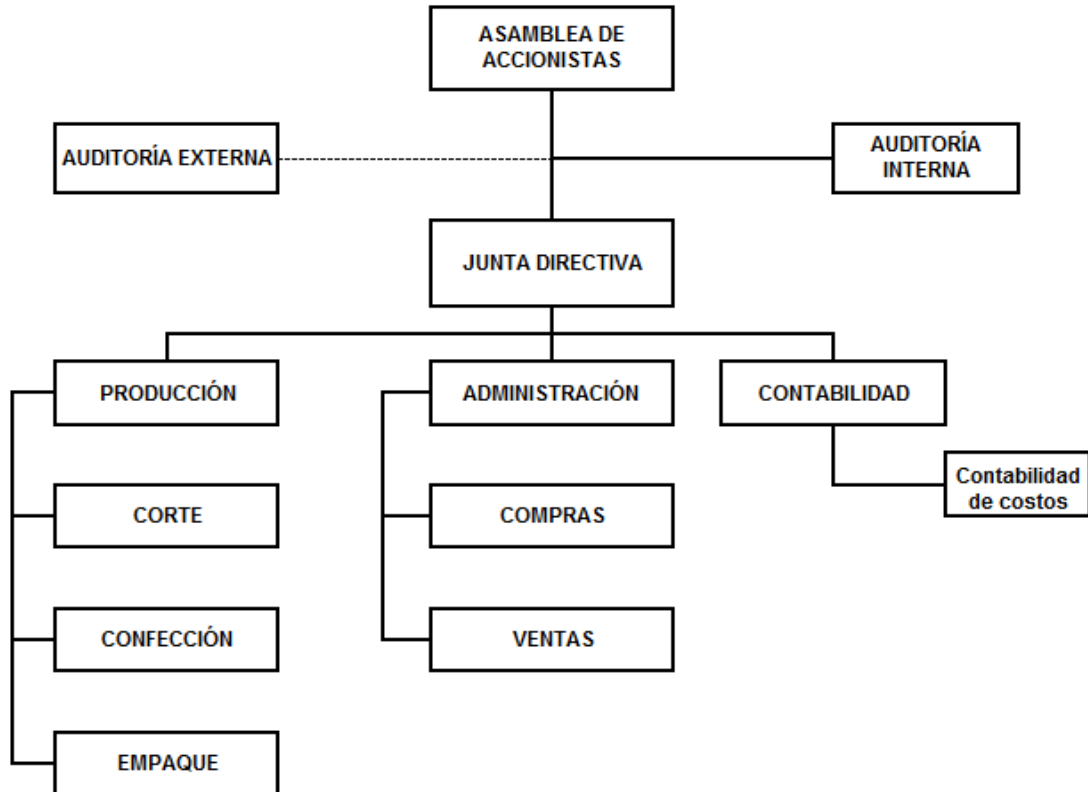 ASAMBLEA DE
ACCIONISTAS
AUDITORÍA EXTERNA
AUDITORÍA
INTERNA
JUNTA DIRECTIVA
PRODUCCIÓN
ADMINISTRACIÓN
CONTABILIDAD
Contabilidad
de costos
CORTE
COMPRAS
CONFECCIÓN
VENTAS
EMPAQUE